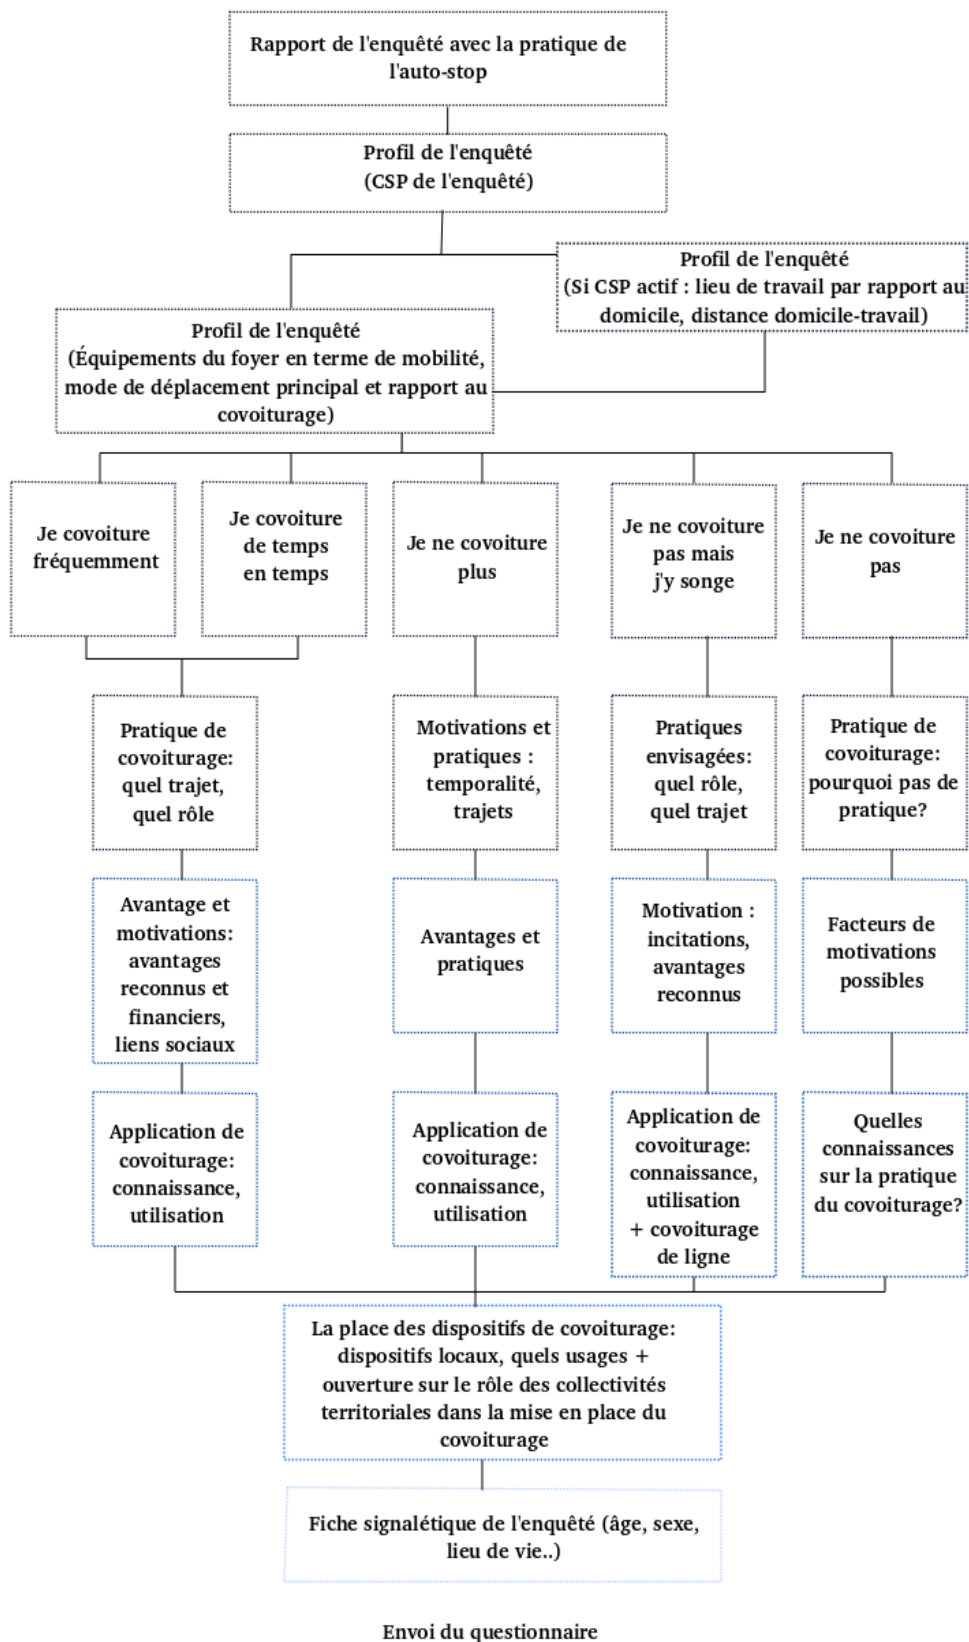 Rapport de l'enquêté avec la pratique de
l'auto-stop
Profil de l'enquêté
(CSP de l'enquêté)
Profil de l'enquêté
(Si CSP actif : lieu de travail par rapport au
domicile, distance domicile-travail)
Profil de l'enquêté
(Équipements du foyer en terme de mobilité,
mode de déplacement principal et rapport au
covoiturage)
Je covoiture
fréquemment
Je covoiture
de temps
en temps
Je ne covoiture
plus
Je ne covoiture
pas mais
j'y songe
Je ne covoiture
pas
Pratique de
covoiturage:
quel trajet,
quel rôle
Motivations et
pratiques :
temporalité,
trajets
Pratiques
envisagées:
quel rôle,
quel trajet
Pratique de
covoiturage:
pourquoi pas de
pratique?
Avantage et
motivations:
avantages
reconnus et
financiers,
liens sociaux
Avantages et
pratiques
Motivation :
incitations,
avantages
reconnus
Facteurs de
motivations
possibles
Application de
covoiturage:
connaissance,
utilisation
Application de
covoiturage:
connaissance,
utilisation
Application de
covoiturage:
connaissance,
utilisation
+ covoiturage
de ligne
Quelles
connaissances
sur la pratique
du covoiturage?
La place des dispositifs de covoiturage:
dispositifs locaux, quels usages +
ouverture sur le rôle des collectivités
territoriales dans la mise en place du
covoiturage
Fiche signalétique de l'enquêté (âge, sexe,
lieu de vie..)
Envoi du questionnaire